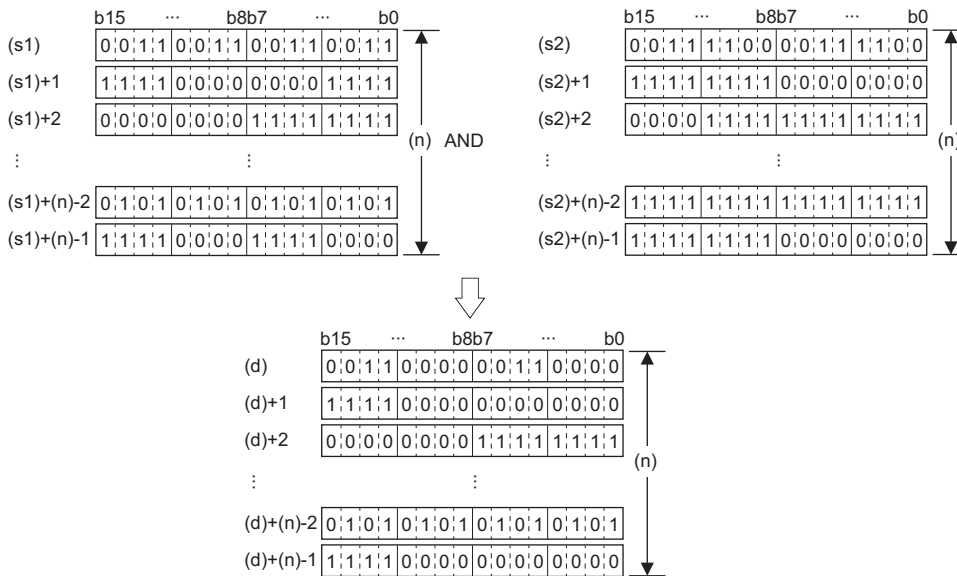 b15 ··· b8b7 ··· b0
(s1) 0 0 1 1 0 0 1 1 0 0 1 1 0 0 1 1
(s1)+1 1 1 1 1 0 0 0 0 0 0 0 0 1 1 1 1
(s1)+2 0 0 0 0 0 0 0 0 1 1 1 1 1 1 1 1
⋮ ⋮
(s1)+(n)-2 0 1 0 1 0 1 0 1 0 1 0 1 0 1 0 1
(s1)+(n)-1 1 1 1 1 0 0 0 0 1 1 1 1 0 0 0 0
(n)
AND
b15 ··· b8b7 ··· b0
(s2) 0 0 1 1 1 1 0 0 0 0 1 1 1 1 0 0
(s2)+1 1 1 1 1 1 1 1 1 0 0 0 0 0 0 0 0
(s2)+2 0 0 0 0 1 1 1 1 1 1 1 1 1 1 1 1
⋮ ⋮
(s2)+(n)-2 1 1 1 1 1 1 1 1 1 1 1 1 1 1 1 1
(s2)+(n)-1 1 1 1 1 1 1 1 1 0 0 0 0 0 0 0 0
(n)
b15 ··· b8b7 ··· b0
(d) 0 0 1 1 0 0 0 0 0 0 1 1 0 0 0 0
(d)+1 1 1 1 1 0 0 0 0 0 0 0 0 0 0 0 0
(d)+2 0 0 0 0 0 0 0 0 1 1 1 1 1 1 1 1
⋮ ⋮
(d)+(n)-2 0 1 0 1 0 1 0 1 0 1 0 1 0 1 0 1
(d)+(n)-1 1 1 1 1 0 0 0 0 0 0 0 0 0 0 0 0
(n)